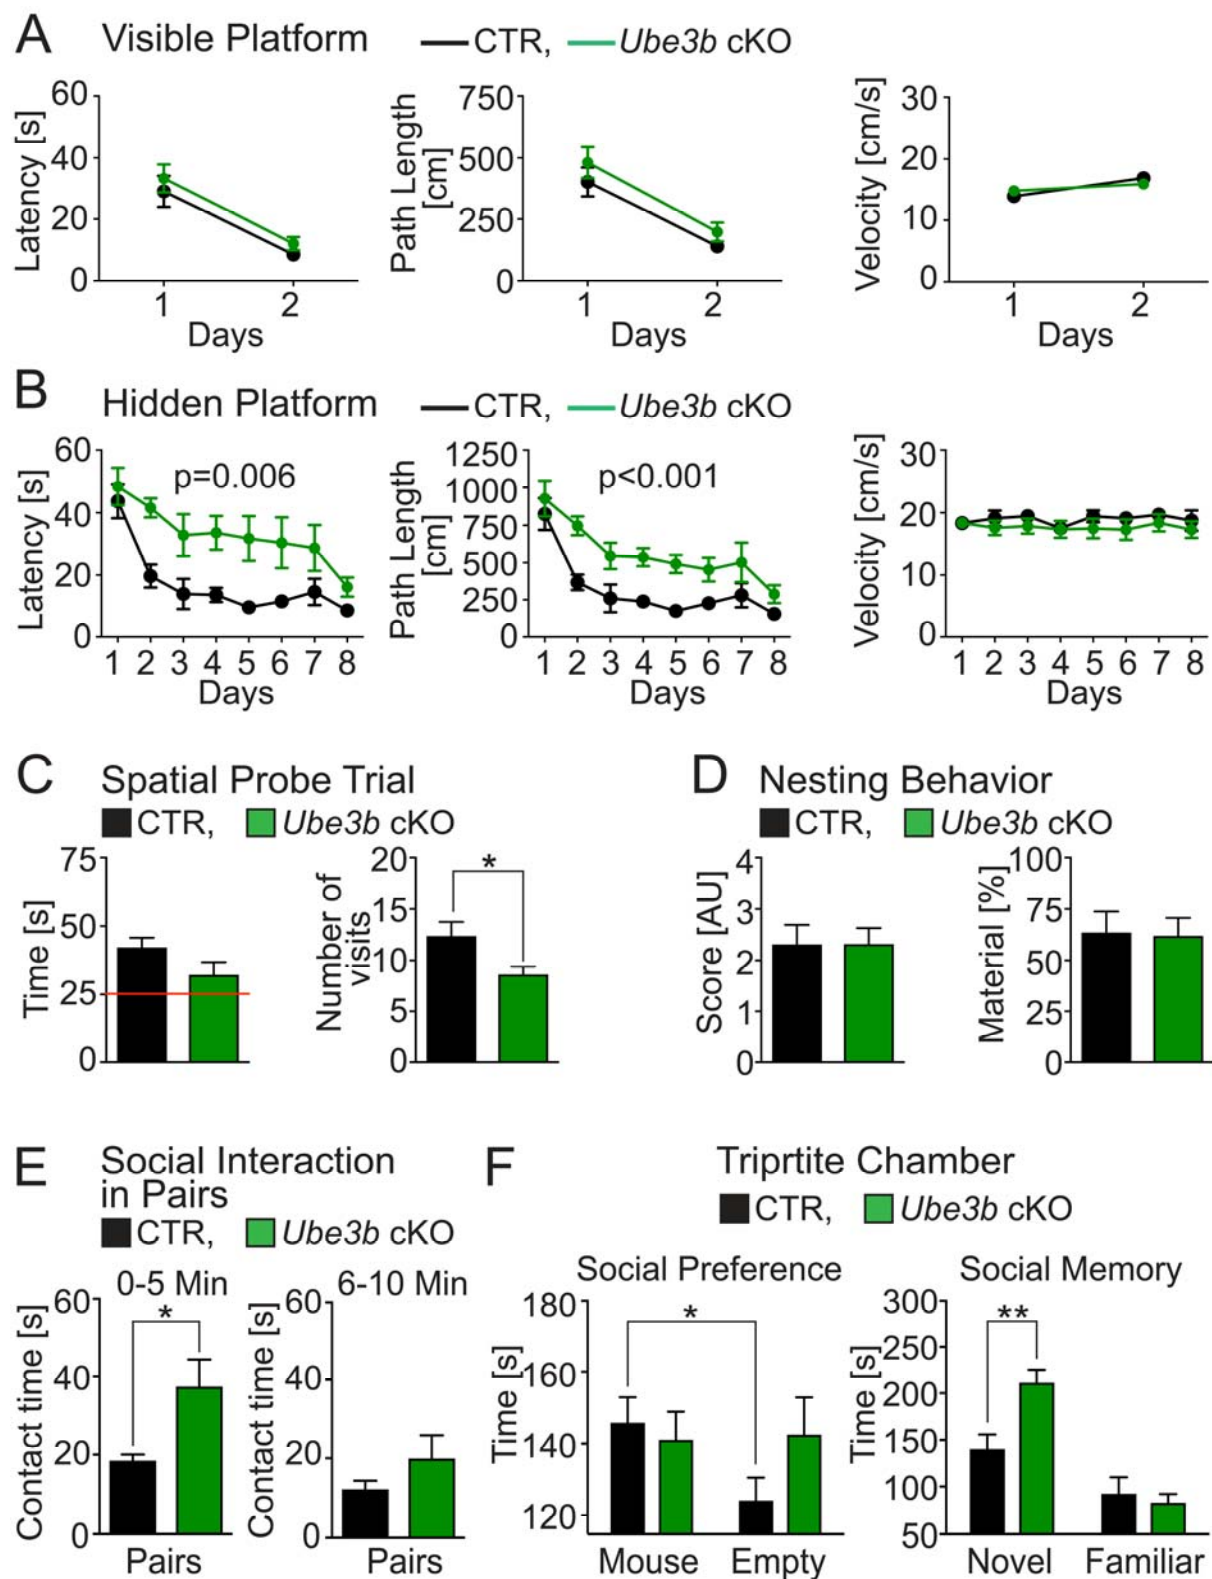 A Visible Platform CTR, Ube3b cKO
Latency [s]
60
40
20
0
1 2
Days
Path Length
[cm]
750
500
250
0
1 2
Days
Velocity [cm/s]
30
20
10
0
1 2
Days
B Hidden Platform CTR, Ube3b cKO
Latency [s]
60
40
20
0
p=0.006
1 2 3 4 5 6 7 8
Days
Path Length
[cm]
1250
1000
750
500
250
0
p<0.001
1 2 3 4 5 6 7 8
Days
Velocity [cm/s]
30
20
10
0
1 2 3 4 5 6 7 8
Days
C Spatial Probe Trial
CTR, Ube3b cKO
Time [s]
75
50
25
0
Number of
visits
20
15
10
5
0
*
D Nesting Behavior
CTR, Ube3b cKO
Score [AU]
4
3
2
1
0
Material [%]
100
75
50
25
0
E Social Interaction
in Pairs
CTR, Ube3b cKO
0-5 Min
Contact time [s]
60
40
20
0
*
Pairs
6-10 Min
Contact time [s]
60
40
20
0
Pairs
F Triprtite Chamber
CTR, Ube3b cKO
Social Preference
Time [s]
180
160
140
120
*
Mouse Empty
Social Memory
Time [s]
300
250
200
150
100
50
**
Novel Familiar